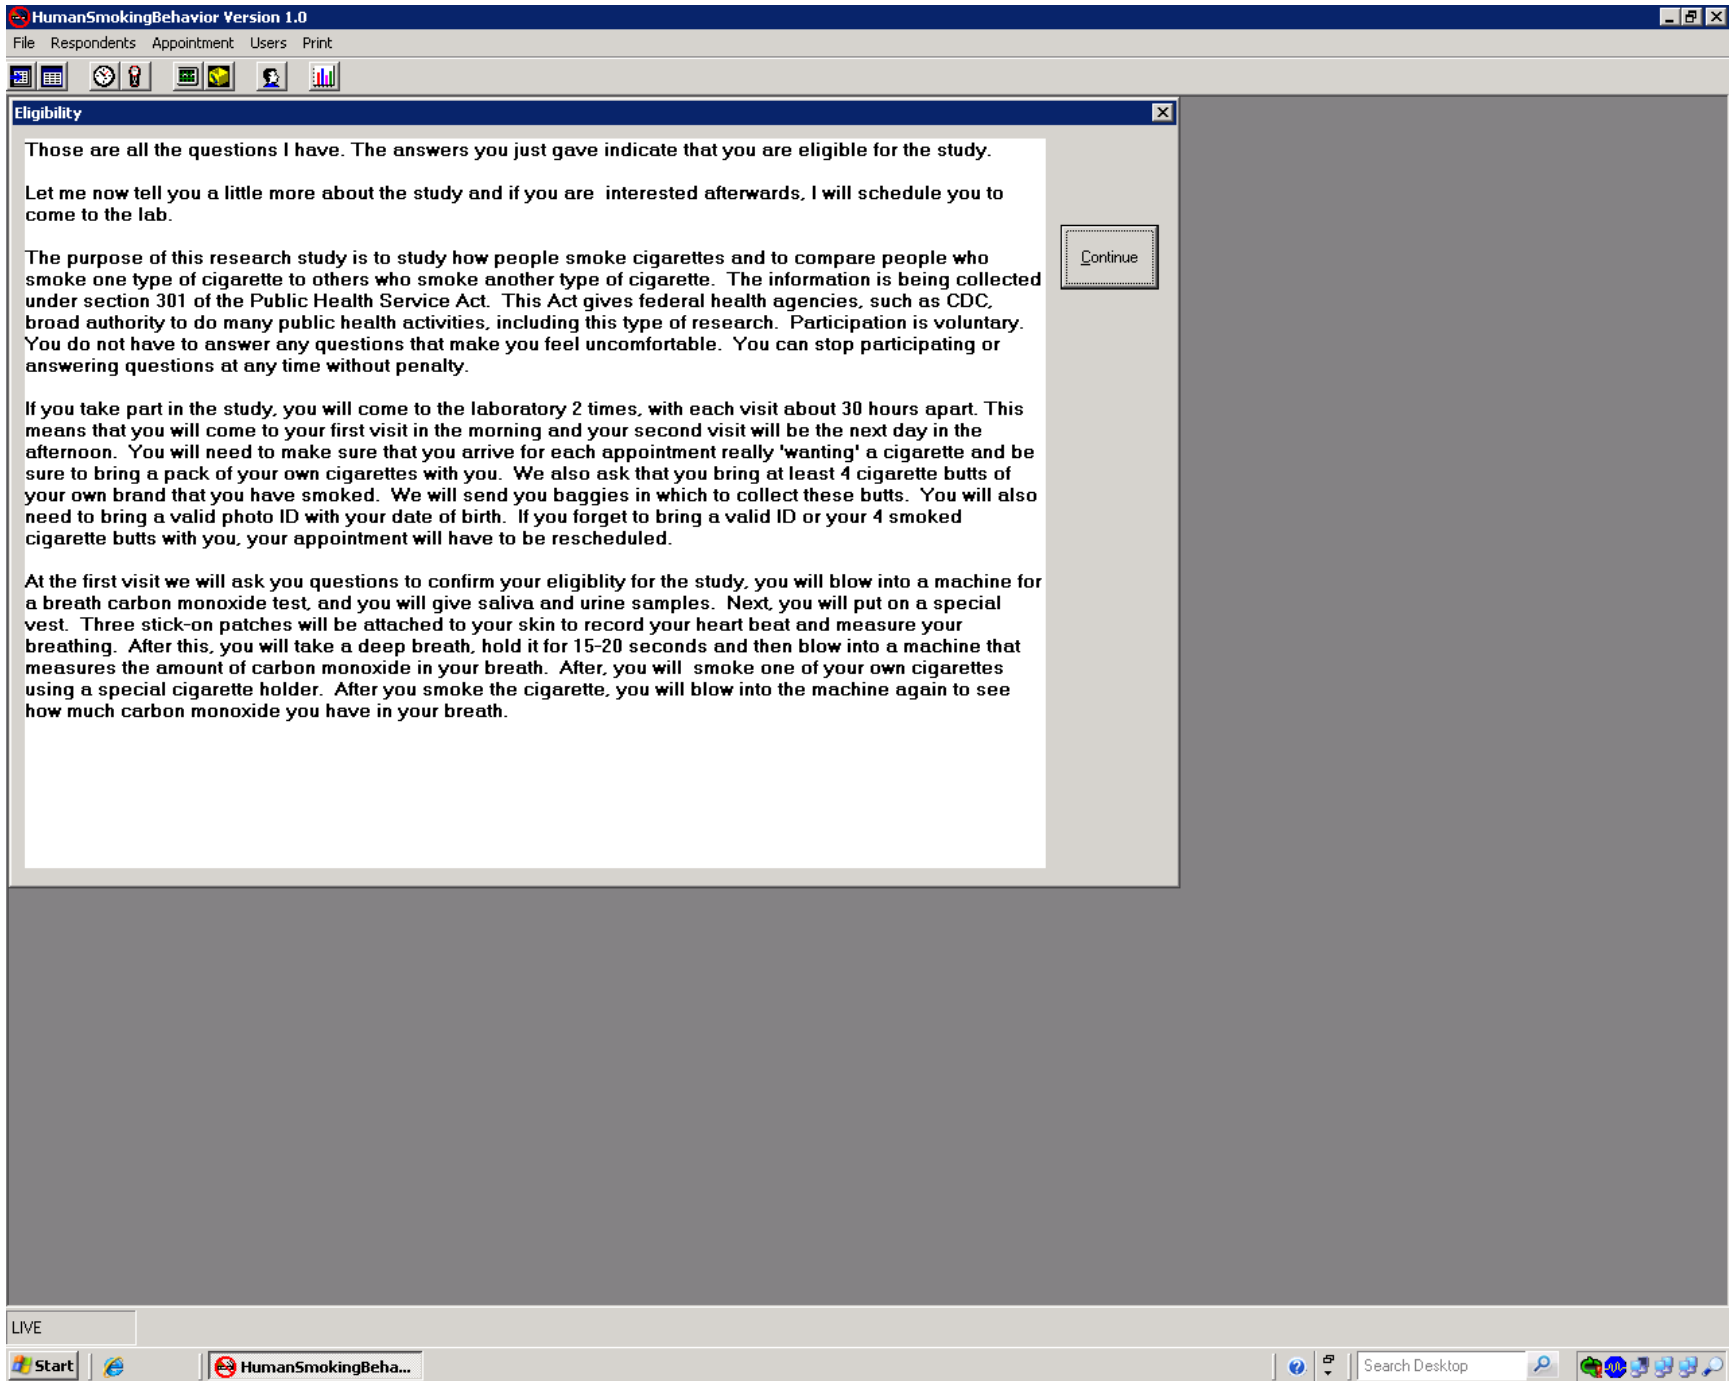 HumanSmokingBehavior Version 1.0
File Respondents Appointment Users Print
Eligibility
Those are all the questions I have. The answers you just gave indicate that you are eligible for the study.
Let me now tell you a little more about the study and if you are  interested afterwards, I will schedule you to
come to the lab.
The purpose of this research study is to study how people smoke cigarettes and to compare people who
smoke one type of cigarette to others who smoke another type of cigarette.  The information is being collected
under section 301 of the Public Health Service Act.  This Act gives federal health agencies, such as CDC,
broad authority to do many public health activities, including this type of research.  Participation is voluntary.
You do not have to answer any questions that make you feel uncomfortable.  You can stop participating or
answering questions at any time without penalty.
Continue
If you take part in the study, you will come to the laboratory 2 times, with each visit about 30 hours apart. This
means that you will come to your first visit in the morning and your second visit will be the next day in the
afternoon.  You will need to make sure that you arrive for each appointment really 'wanting' a cigarette and be
sure to bring a pack of your own cigarettes with you.  We also ask that you bring at least 4 cigarette butts of
your own brand that you have smoked.  We will send you baggies in which to collect these butts.  You will also
need to bring a valid photo ID with your date of birth.  If you forget to bring a valid ID or your 4 smoked
cigarette butts with you, your appointment will have to be rescheduled.
At the first visit we will ask you questions to confirm your eligiblity for the study, you will blow into a machine for
a breath carbon monoxide test, and you will give saliva and urine samples.  Next, you will put on a special
vest.  Three stick-on patches will be attached to your skin to record your heart beat and measure your
breathing.  After this, you will take a deep breath, hold it for 15-20 seconds and then blow into a machine that
measures the amount of carbon monoxide in your breath.  After, you will  smoke one of your own cigarettes
using a special cigarette holder.  After you smoke the cigarette, you will blow into the machine again to see
how much carbon monoxide you have in your breath.
LIVE
Start
HumanSmokingBeha...
Search Desktop